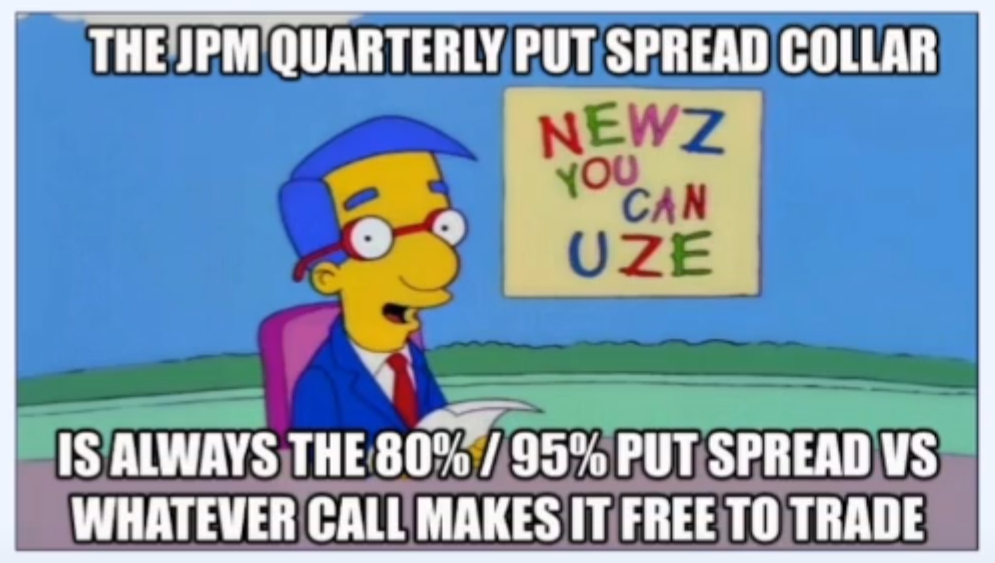 THE JPM QUARTERLY PUT SPREAD COLLAR
NEWZ
YOU
CAN
UZE
IS ALWAYS THE 80% / 95% PUT SPREAD VS
WHATEVER CALL MAKES IT FREE TO TRADE